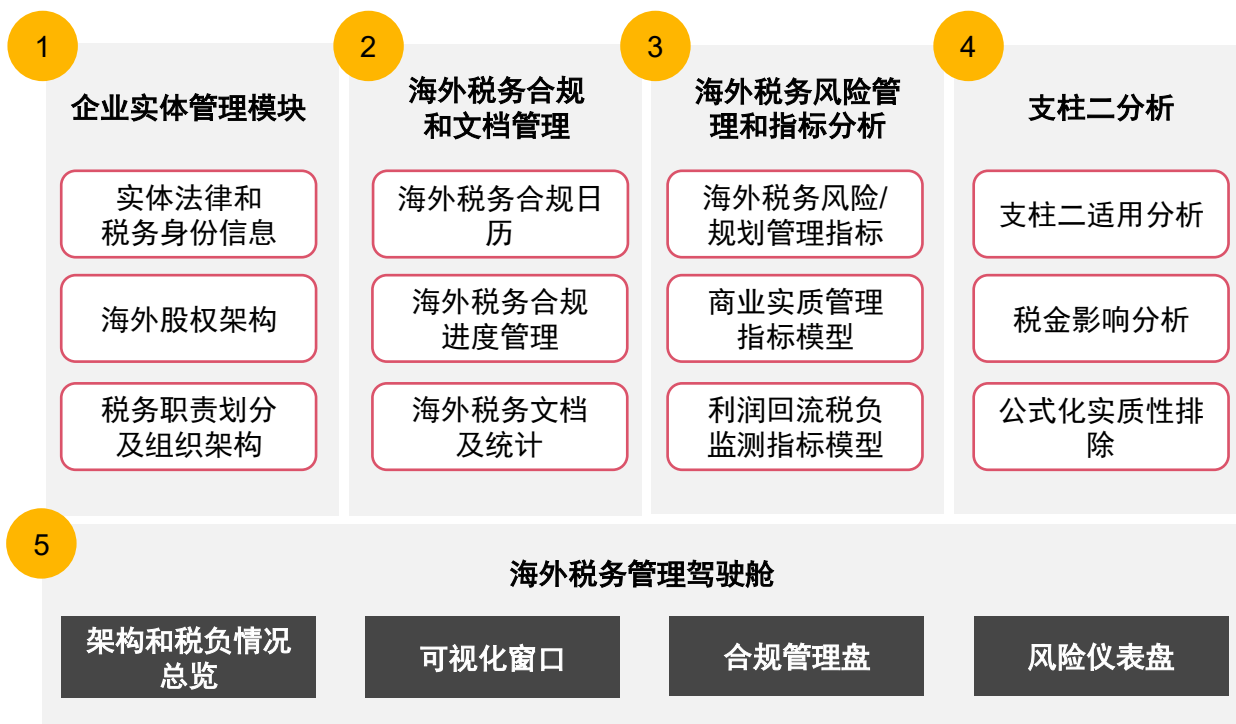 1
企业实体管理模块
实体法律和
税务身份信息
海外股权架构
税务职责划分
及组织架构
2
海外税务合规
和文档管理
海外税务合规日
历
海外税务合规
进度管理
海外税务文档
及统计
3
海外税务风险管
理和指标分析
海外税务风险/
规划管理指标
商业实质管理
指标模型
利润回流税负
监测指标模型
4
支柱二分析
支柱二适用分析
税金影响分析
公式化实质性排
除
5
海外税务管理驾驶舱
架构和税负情况
总览
可视化窗口
合规管理盘
风险仪表盘